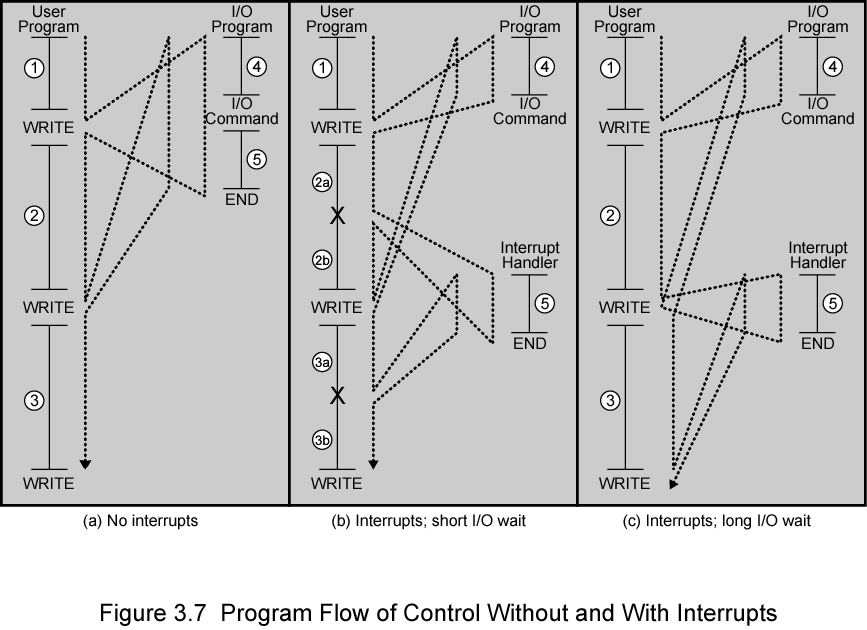 User Program
I/O Program
1
4
I/O Command
WRITE
5
END
2
WRITE
3
WRITE
(a) No interrupts
User Program
I/O Program
1
4
I/O Command
WRITE
2a
X
2b
Interrupt Handler
5
END
WRITE
3a
X
3b
WRITE
(b) Interrupts; short I/O wait
User Program
I/O Program
1
4
I/O Command
WRITE
2
Interrupt Handler
5
END
WRITE
3
WRITE
(c) Interrupts; long I/O wait
Figure 3.7 Program Flow of Control Without and With Interrupts